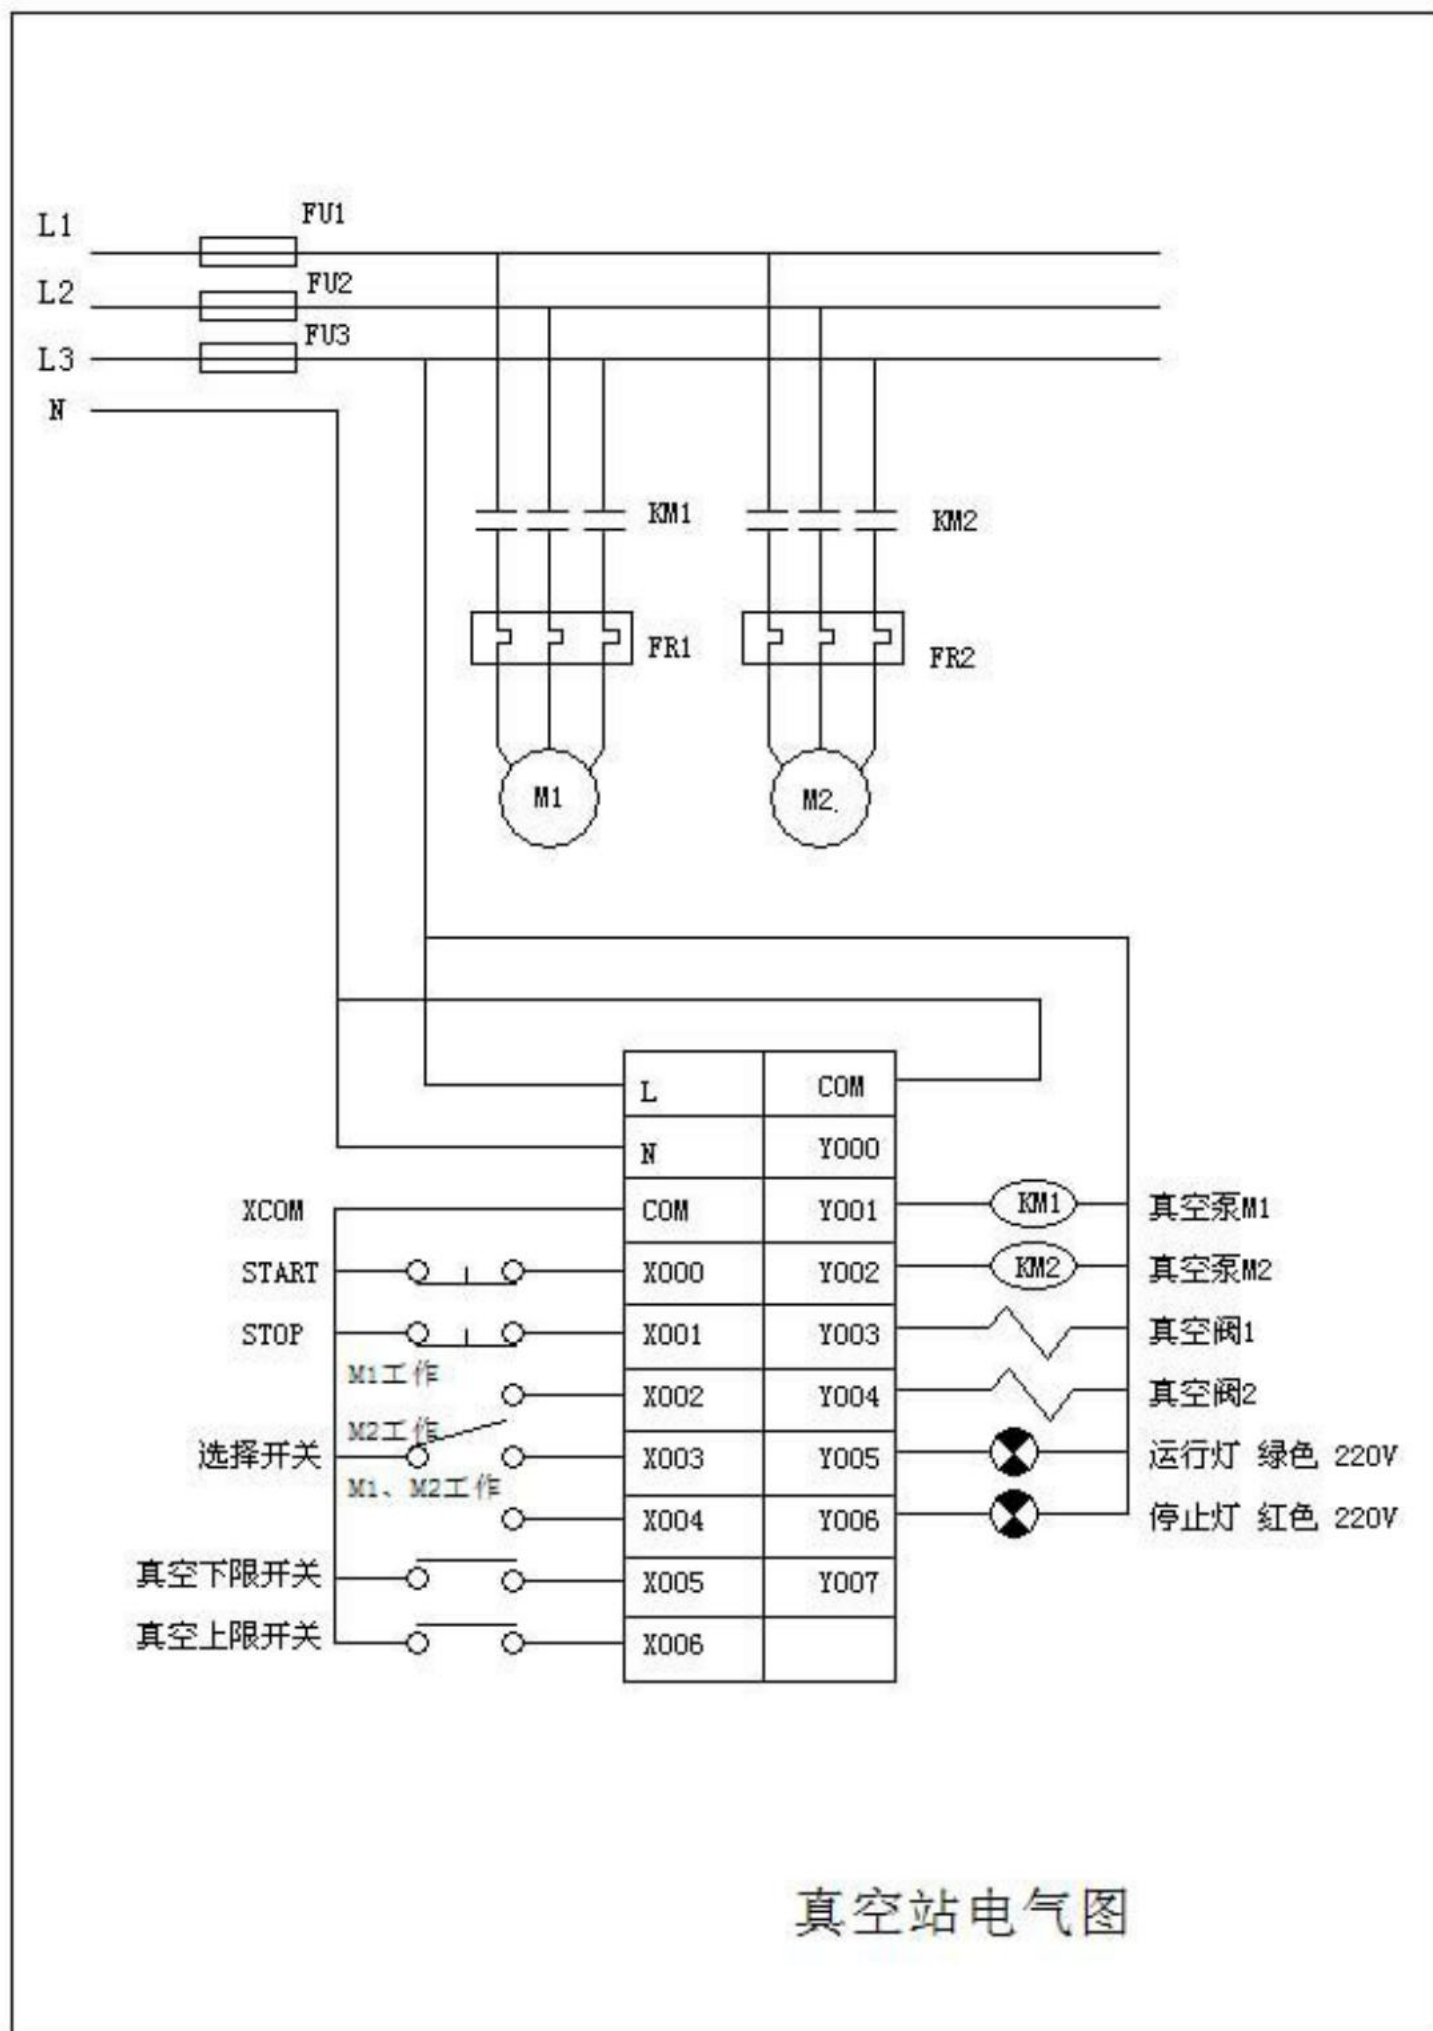 L1
FU1
L2
FU2
L3
FU3
N
KM1
KM2
FR1
FR2
M1
M2
L
COM
N
Y000
XCOM
COM
Y001
KM1
真空泵M1
START
X000
Y002
KM2
真空泵M2
STOP
X001
Y003
真空阀1
M1工作
X002
Y004
真空阀2
M2工作
选择开关
X003
Y005
运行灯 绿色 220V
M1、M2工作
X004
Y006
停止灯 红色 220V
真空下限开关
X005
Y007
真空上限开关
X006
真空站电气图